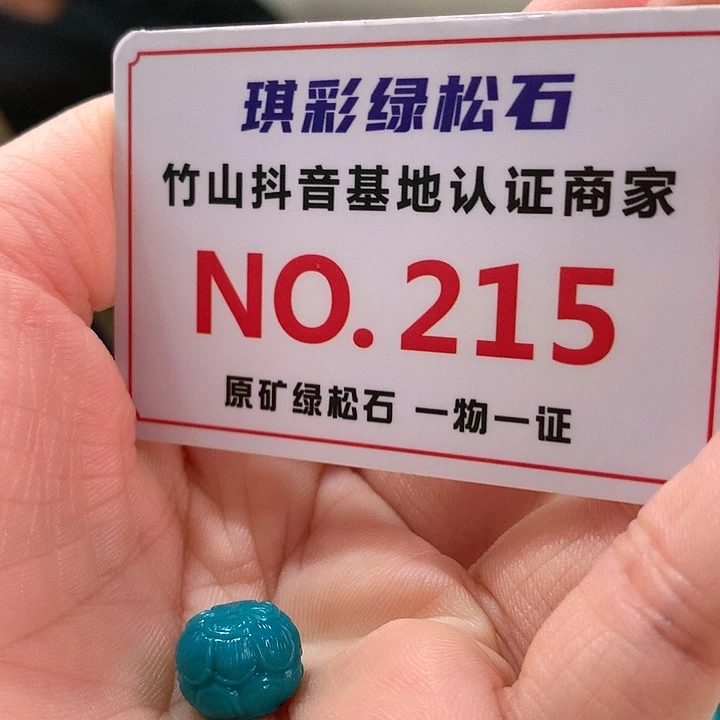 琪彩绿松石
竹山抖音基地认证商家
NO.215
原矿绿松石 一物一证